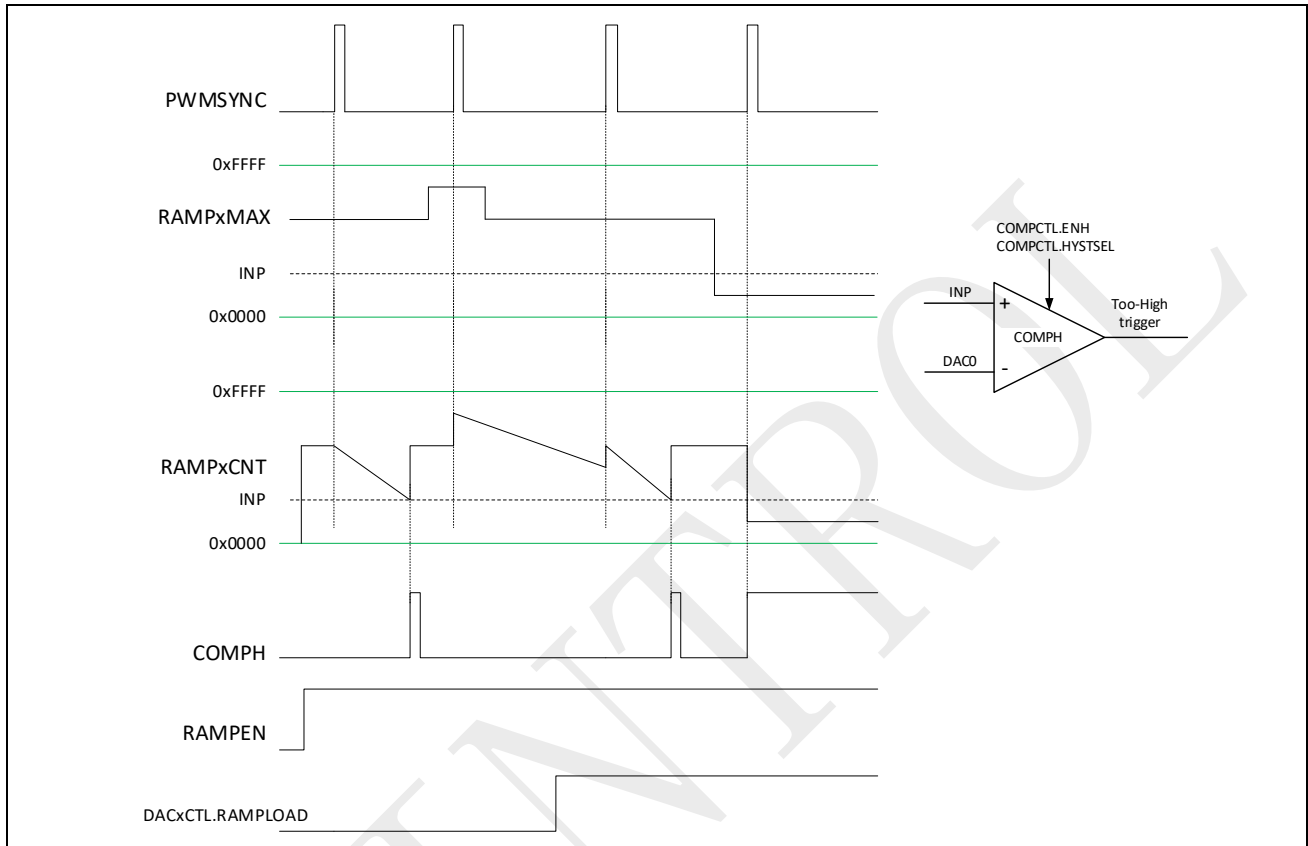 PWMSYNC
0xFFFF
RAMPxMAX
INP
0x0000
0xFFFF
RAMPxCNT
INP
0x0000
COMPH
RAMPEN
DACxCTL.RAMPLOAD
COMPCTL.ENH
COMPCTL.HYSTSEL
INP
+
COMPH
DAC0
-
Too-High
trigger
NTROL